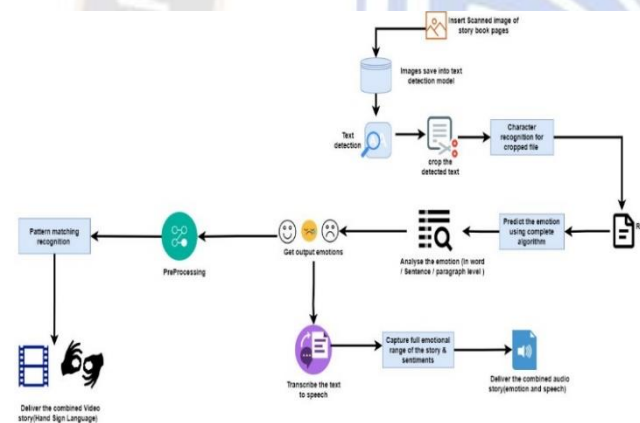 Insert Scanned image of
story book pages
Images save into text
detection model
Text
detection
crop the
detected text
Character
recognition for
cropped file
R
Predict the emotion
using complete
algorithm
Analyse the emotion (in word
/ Sentence / paragraph level )
Get output emotions
PreProcessing
Pattern matching
recognition
Deliver the combined Video
story(Hand Sign Language)
Transcribe the text
to speech
Capture full emotional
range of the story &
sentiments
Deliver the combined audio
story(emotion and speech)